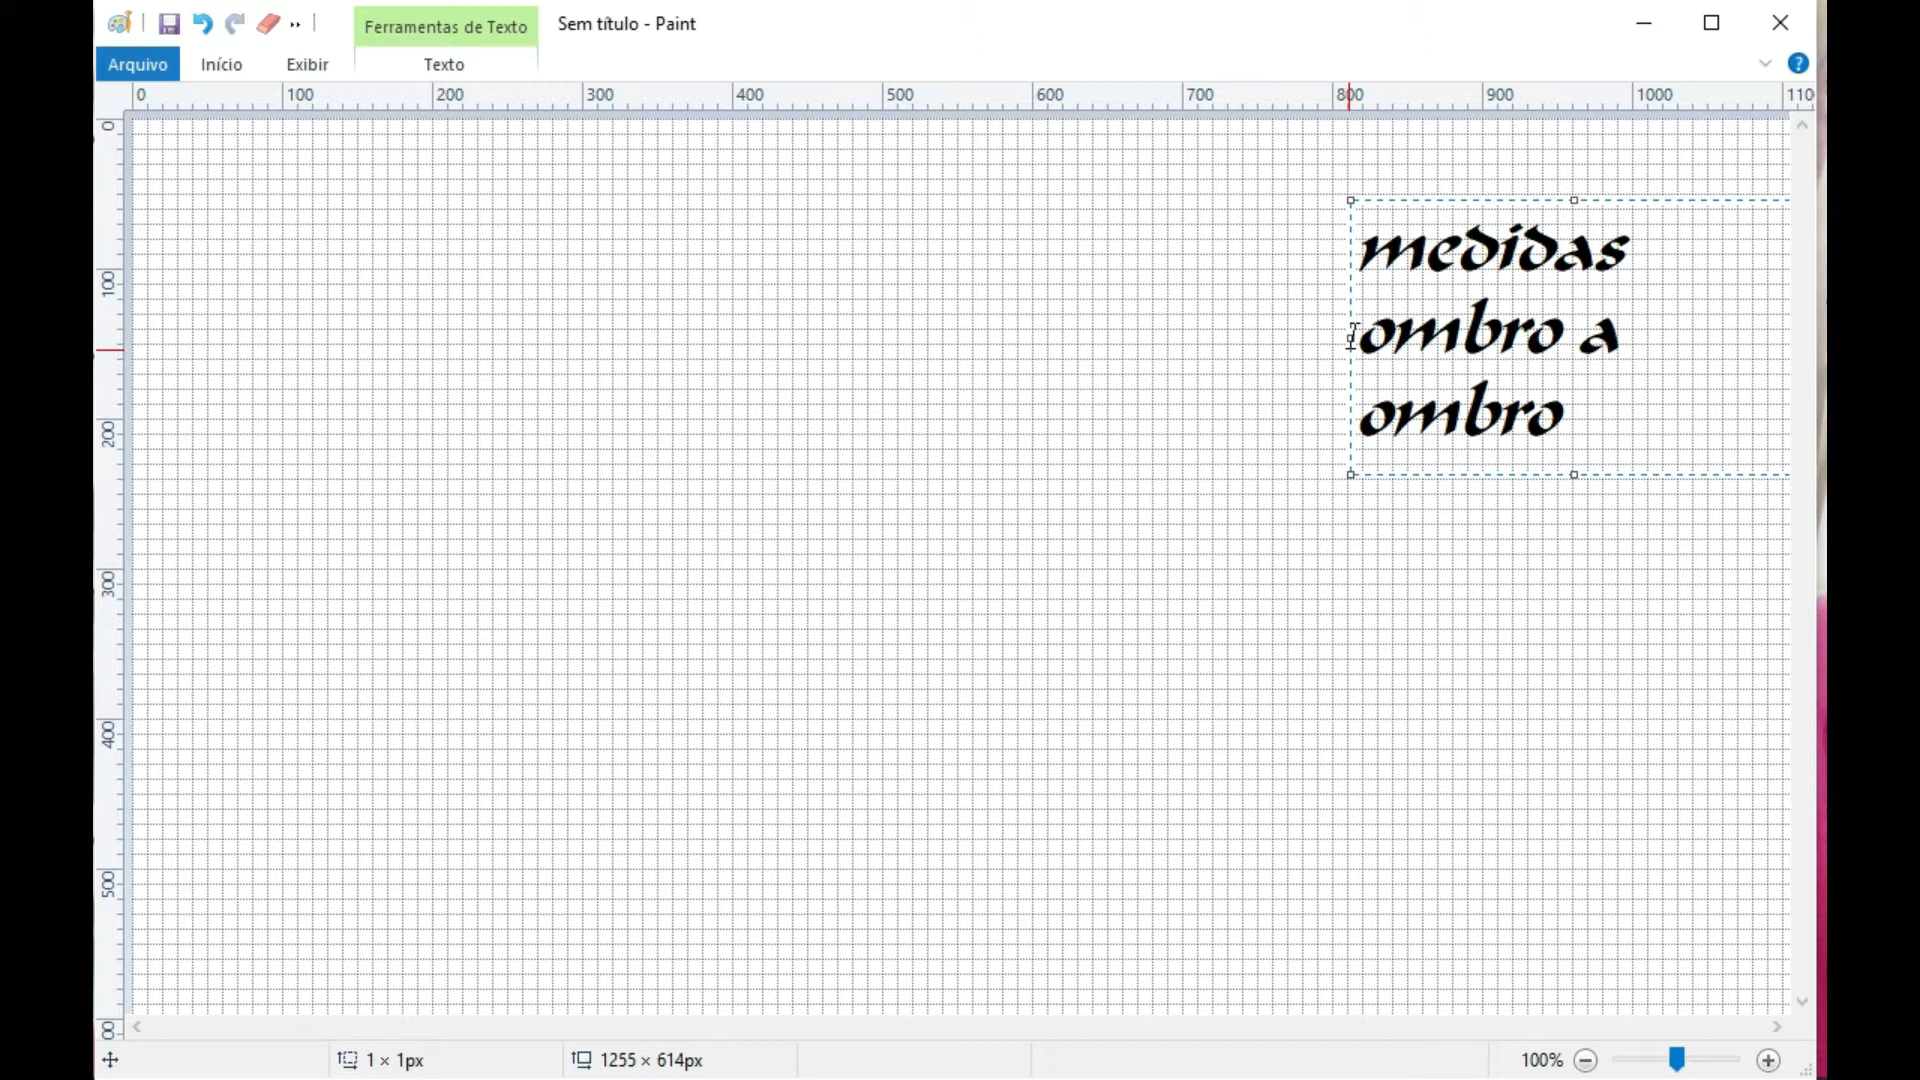 Ferramentas de Texto
Sem título - Paint
Arquivo
Início
Exibir
Texto
?
0
100
200
300
400
500
600
700
800
900
1000
110
0
100
200
300
400
500
00
medidas
ombro a
ombro
1 × 1px
1255 × 614px
100%